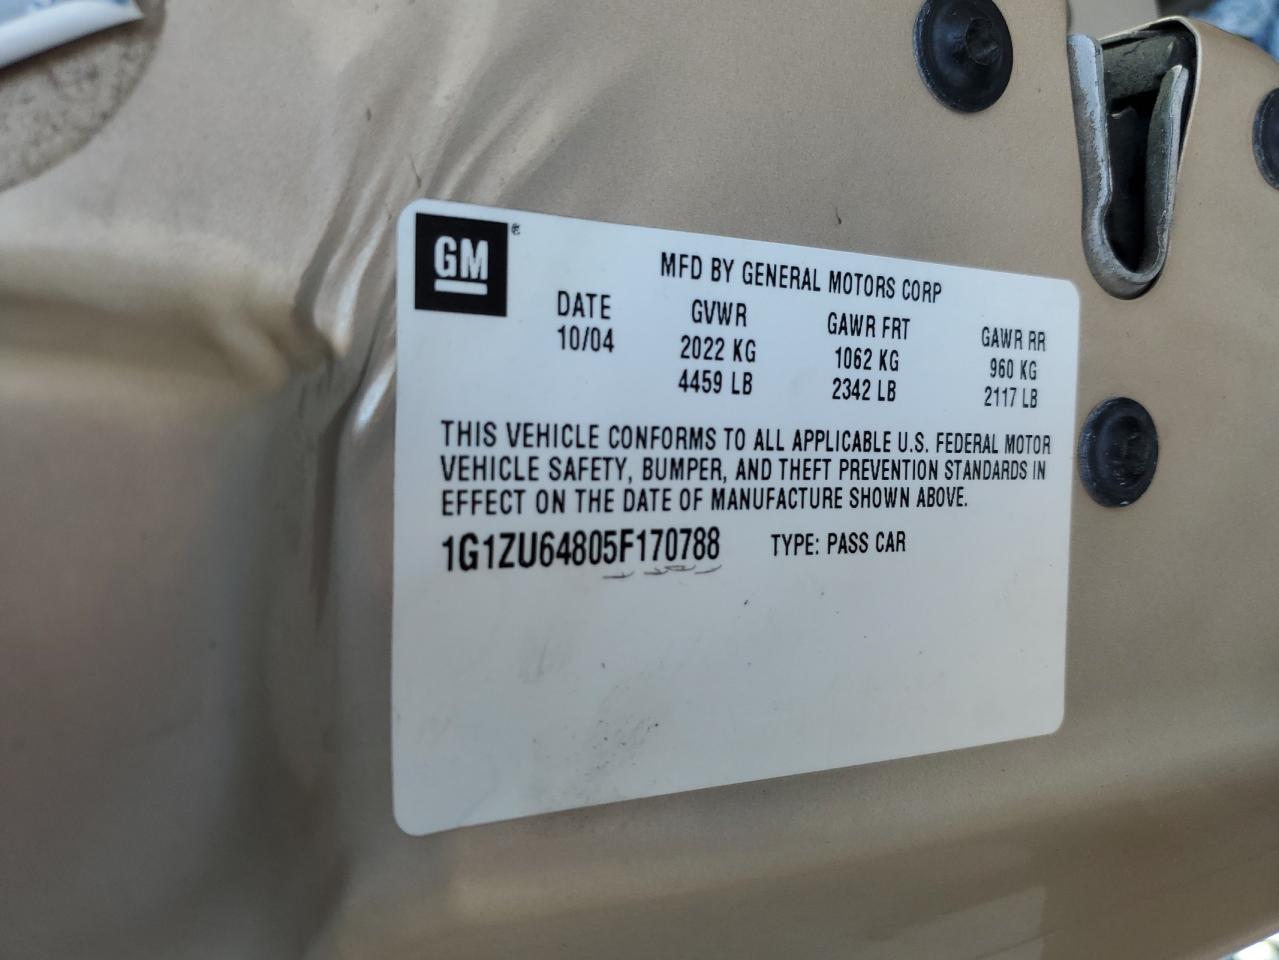 GM®
MFD BY GENERAL MOTORS CORP
DATE GVWR GAWR FRT GAWR RR
10/04 2022 KG 1062 KG 960 KG
4459 LB 2342 LB 2117 LB
THIS VEHICLE CONFORMS TO ALL APPLICABLE U.S. FEDERAL MOTOR
VEHICLE SAFETY, BUMPER, AND THEFT PREVENTION STANDARDS IN
EFFECT ON THE DATE OF MANUFACTURE SHOWN ABOVE.
1G1ZU64805F170788 TYPE: PASS CAR